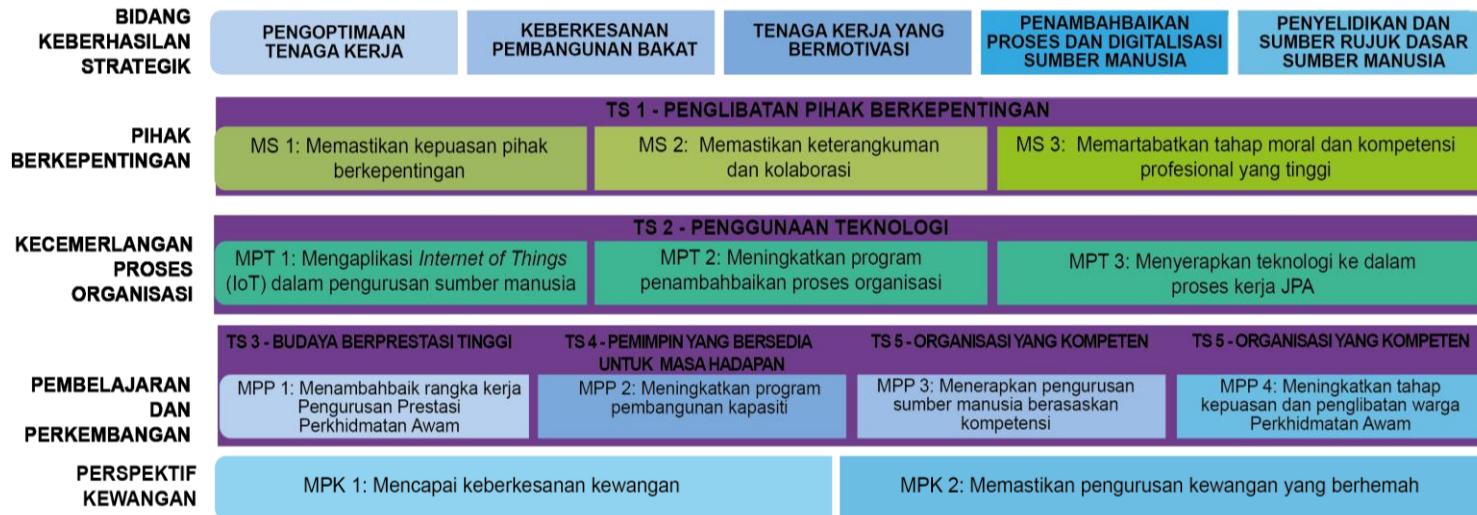 BIDANG
KEBERHASILAN
STRATEGIK
PENGOPTIMAAN
TENAGA KERJA
KEBERKESANAN
PEMBANGUNAN BAKAT
TENAGA KERJA YANG
BERMOTIVASI
PENAMBAHBAIKAN
PROSES DAN DIGITALISASI
SUMBER MANUSIA
PENYELIDIKAN DAN
SUMBER RUJUK DASAR
SUMBER MANUSIA
PIHAK
BERKEPENTINGAN
TS 1 - PENGLIBATAN PIHAK BERKEPENTINGAN
MS 1: Memastikan kepuasan pihak
berkepentingan
MS 2: Memastikan keterangkuman
dan kolaborasi
MS 3: Memartabatkan tahap moral dan kompetensi
profesional yang tinggi
KECEMERLANGAN
PROSES
ORGANISASI
TS 2 - PENGGUNAAN TEKNOLOGI
MPT 1: Mengaplikasi Internet of Things
(IoT) dalam pengurusan sumber manusia
MPT 2: Meningkatkan program
penambahbaikan proses organisasi
MPT 3: Menyerapkan teknologi ke dalam
proses kerja JPA
PEMBELAJARAN
DAN
PERKEMBANGAN
TS 3 - BUDAYA BERPRESTASI TINGGI
MPP 1: Menambahbaik rangka kerja
Pengurusan Prestasi
Perkhidmatan Awam
TS 4 - PEMIMPIN YANG BERSEDIA
UNTUK MASA HADAPAN
MPP 2: Meningkatkan program
pembangunan kapasiti
TS 5 - ORGANISASI YANG KOMPETEN
MPP 3: Menerapkan pengurusan
sumber manusia berasaskan
kompetensi
TS 5 - ORGANISASI YANG KOMPETEN
MPP 4: Meningkatkan tahap
kepuasan dan penglibatan warga
Perkhidmatan Awam
PERSPEKTIF
KEWANGAN
MPK 1: Mencapai keberkesanan kewangan
MPK 2: Memastikan pengurusan kewangan yang berhemah